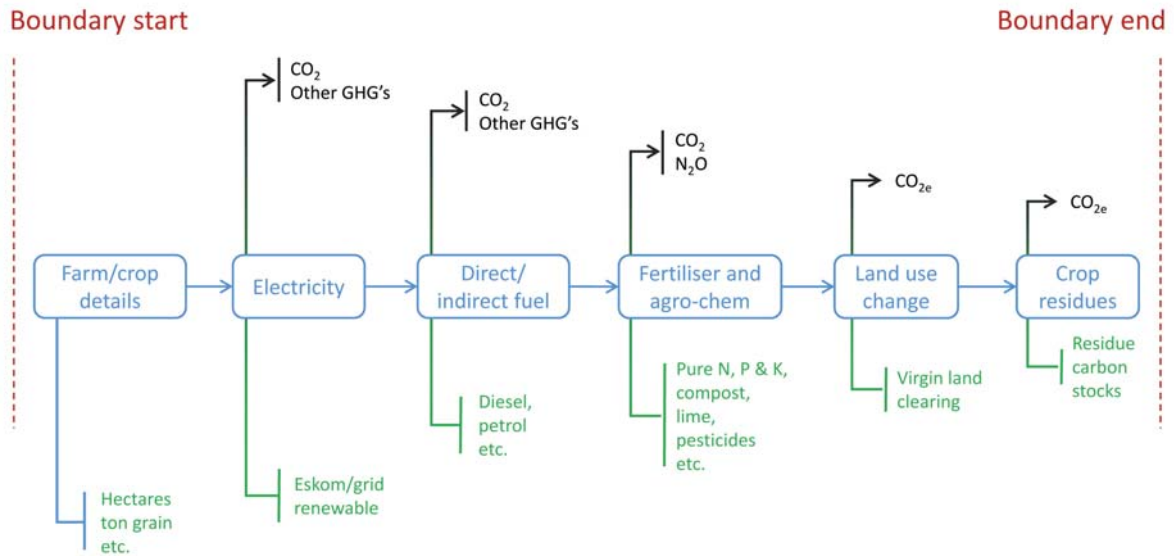 Boundary start
Boundary end
CO₂
Other GHG's
CO₂
Other GHG's
CO₂
N₂O
CO₂ₑ
CO₂ₑ
Farm/crop
details
Electricity
Direct/
indirect fuel
Fertiliser and
agro-chem
Land use
change
Crop
residues
Hectares
ton grain
etc.
Eskom/grid
renewable
Diesel,
petrol
etc.
Pure N, P & K,
compost,
lime,
pesticides
etc.
Virgin land
clearing
Residue
carbon
stocks